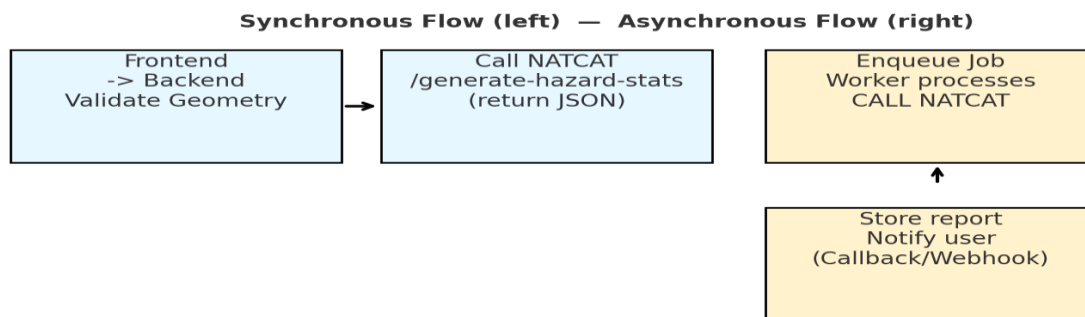 Synchronous Flow (left) — Asynchronous Flow (right)
Frontend
-> Backend
Validate Geometry
Call NATCAT
/generate-hazard-stats
(return JSON)
Enqueue Job
Worker processes
CALL NATCAT
Store report
Notify user
(Callback/Webhook)